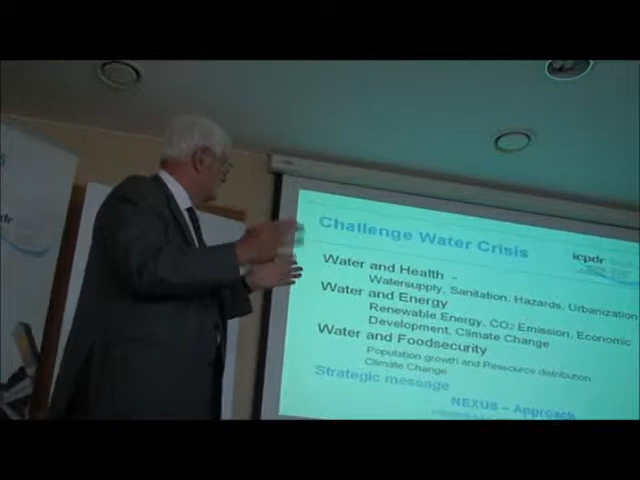 Challenge Water Crisis
icpdr
Water and Health -
Watersupply, Sanitation, Hazards, Urbanization
Water and Energy
Renewable Energy, CO2 Emission, Economic
Development, Climate Change
Water and Foodsecurity
Population growth and Ressource distribution,
Climate Change
Strategic message
NEXUS – Approach